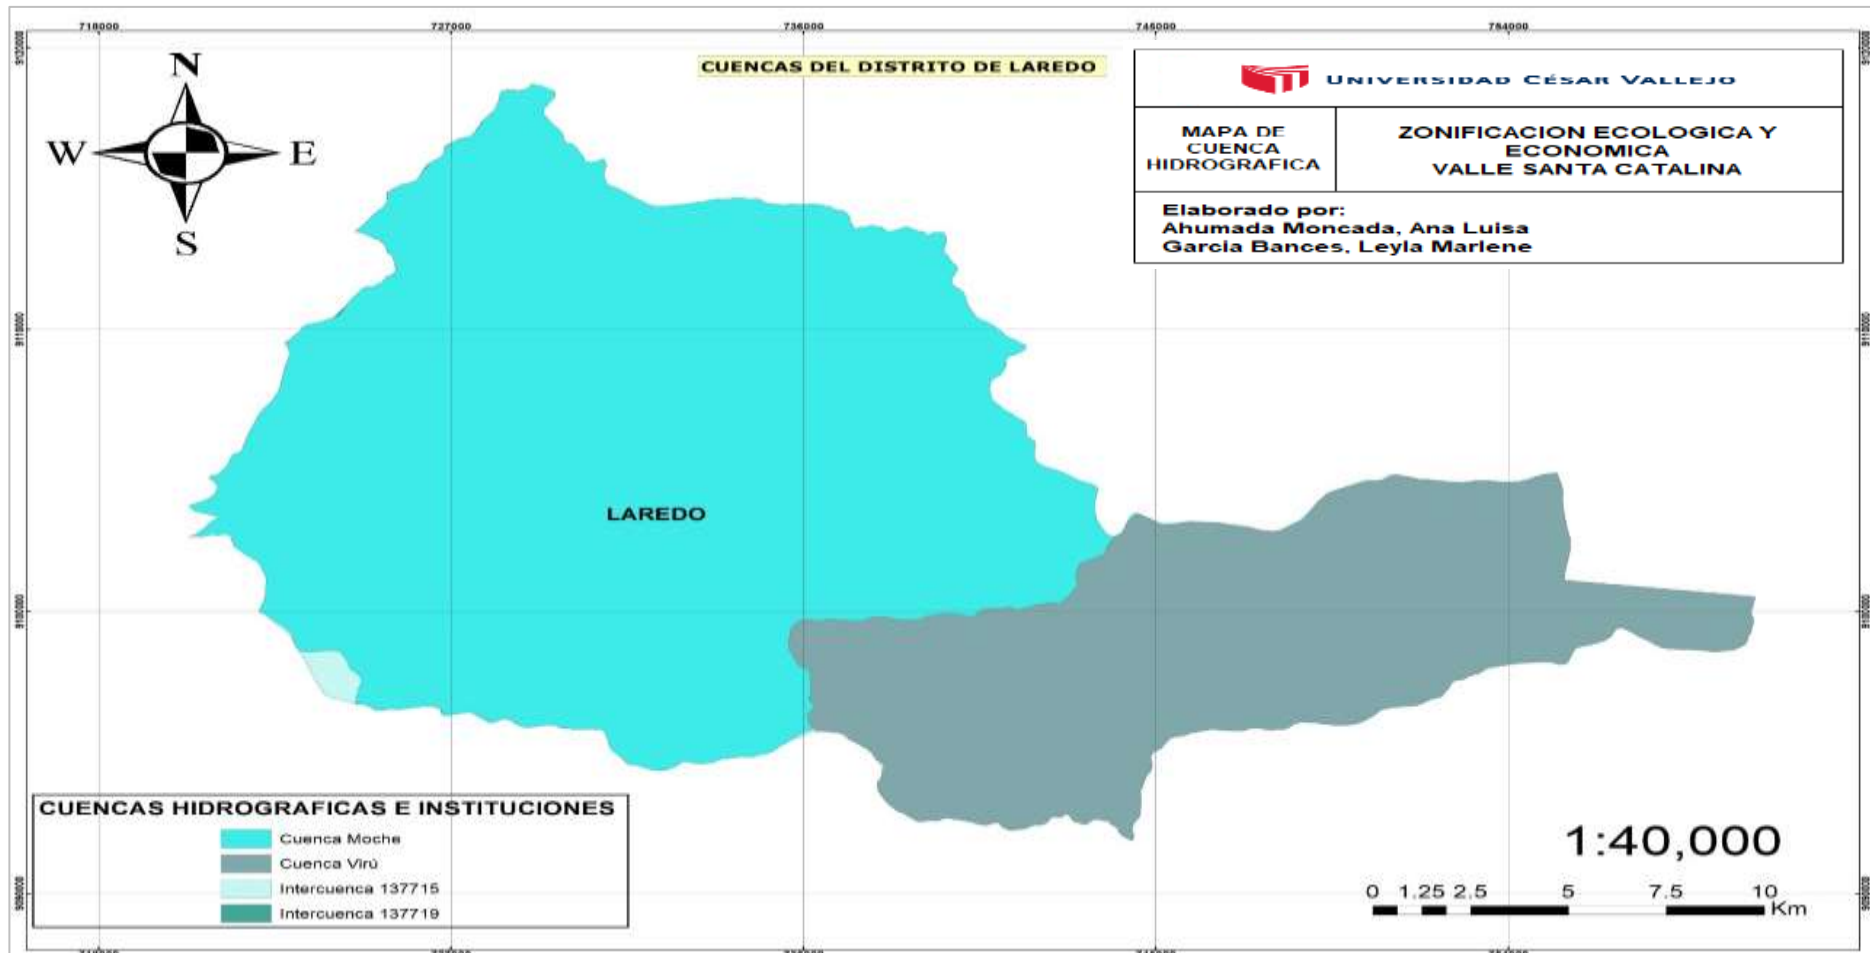 718000 727000 736000 745000 754000
CUENCAS DEL DISTRITO DE LAREDO
N
W E
S
UNIVERSIDAD CÉSAR VALLEJO
MAPA DE
CUENCA
HIDROGRAFICA
ZONIFICACION ECOLOGICA Y
ECONOMICA
VALLE SANTA CATALINA
Elaborado por:
Ahumada Moncada, Ana Luisa
Garcia Bances, Leyla Marlene
LAREDO
CUENCAS HIDROGRAFICAS E INSTITUCIONES
Cuenca Moche
Cuenca Virú
Intercuenca 137715
Intercuenca 137719
1:40,000
0 1.25 2.5 5 7.5 10
Km